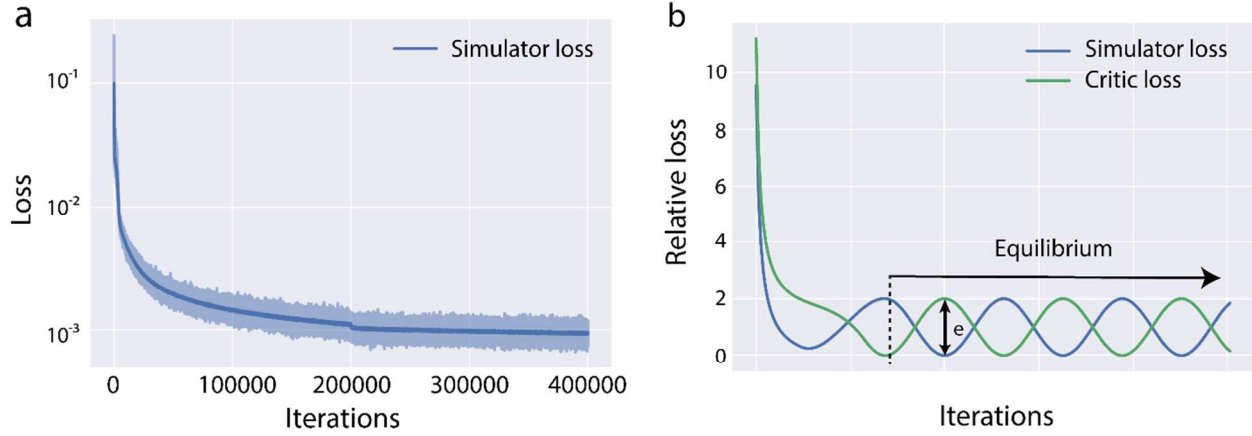 a
Simulator loss
10-1
10-2
10-3
Loss
0
100000
200000
300000
400000
Iterations
b
Simulator loss
Critic loss
10
8
6
4
2
0
Relative loss
Equilibrium
e
Iterations